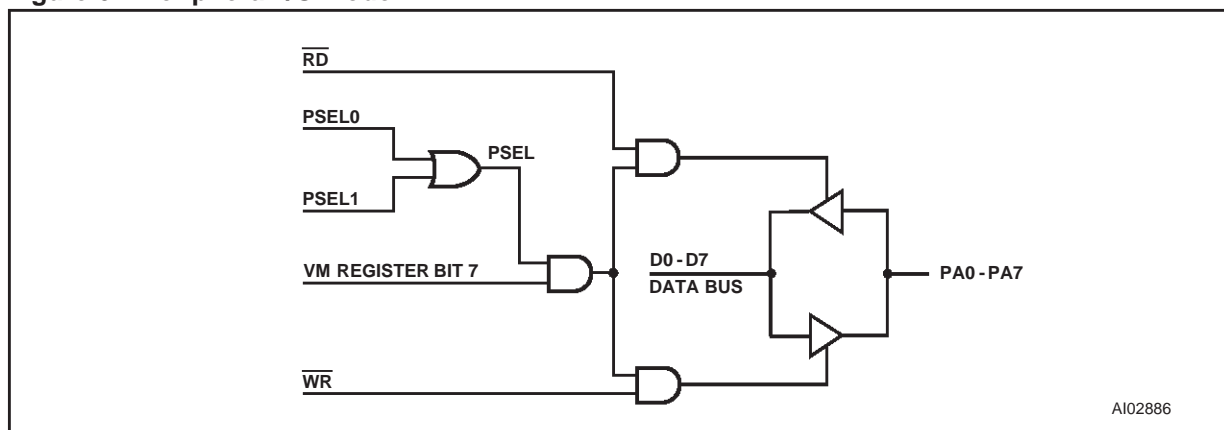 RD
PSEL0
PSEL
PSEL1
VM REGISTER BIT 7
D0 - D7
DATA BUS
PA0 - PA7
WR
AI02886